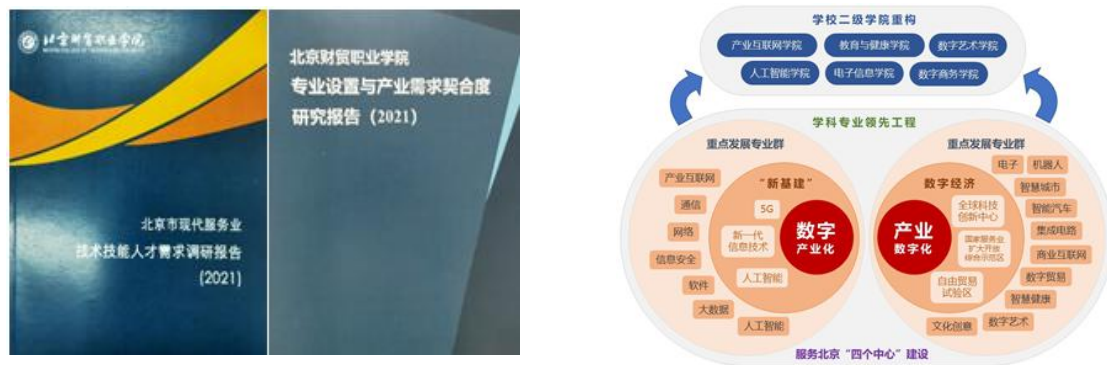 北京财贸职业学院
北京市现代服务业
技术技能人才需求调研报告
(2021)
北京财贸职业学院
专业设置与产业需求契合度
研究报告（2021）
学校二级学院重构
产业互联网学院
教育与健康学院
数字艺术学院
人工智能学院
电子信息学院
数字商务学院
学科专业领先工程
重点发展专业群
产业互联网
通信
网络
信息安全
软件
大数据
人工智能
“新基建”
5G
新一代
信息技术
人工智能
数字
产业化
重点发展专业群
数字经济
产业
数字化
全球科技
创新中心
国家服务业
扩大开放
综合示范区
自由贸易
试验区
电子
机器人
智慧城市
智能汽车
集成电路
商业互联网
数字贸易
智慧健康
数字艺术
文化创意
服务北京“四个中心”建设